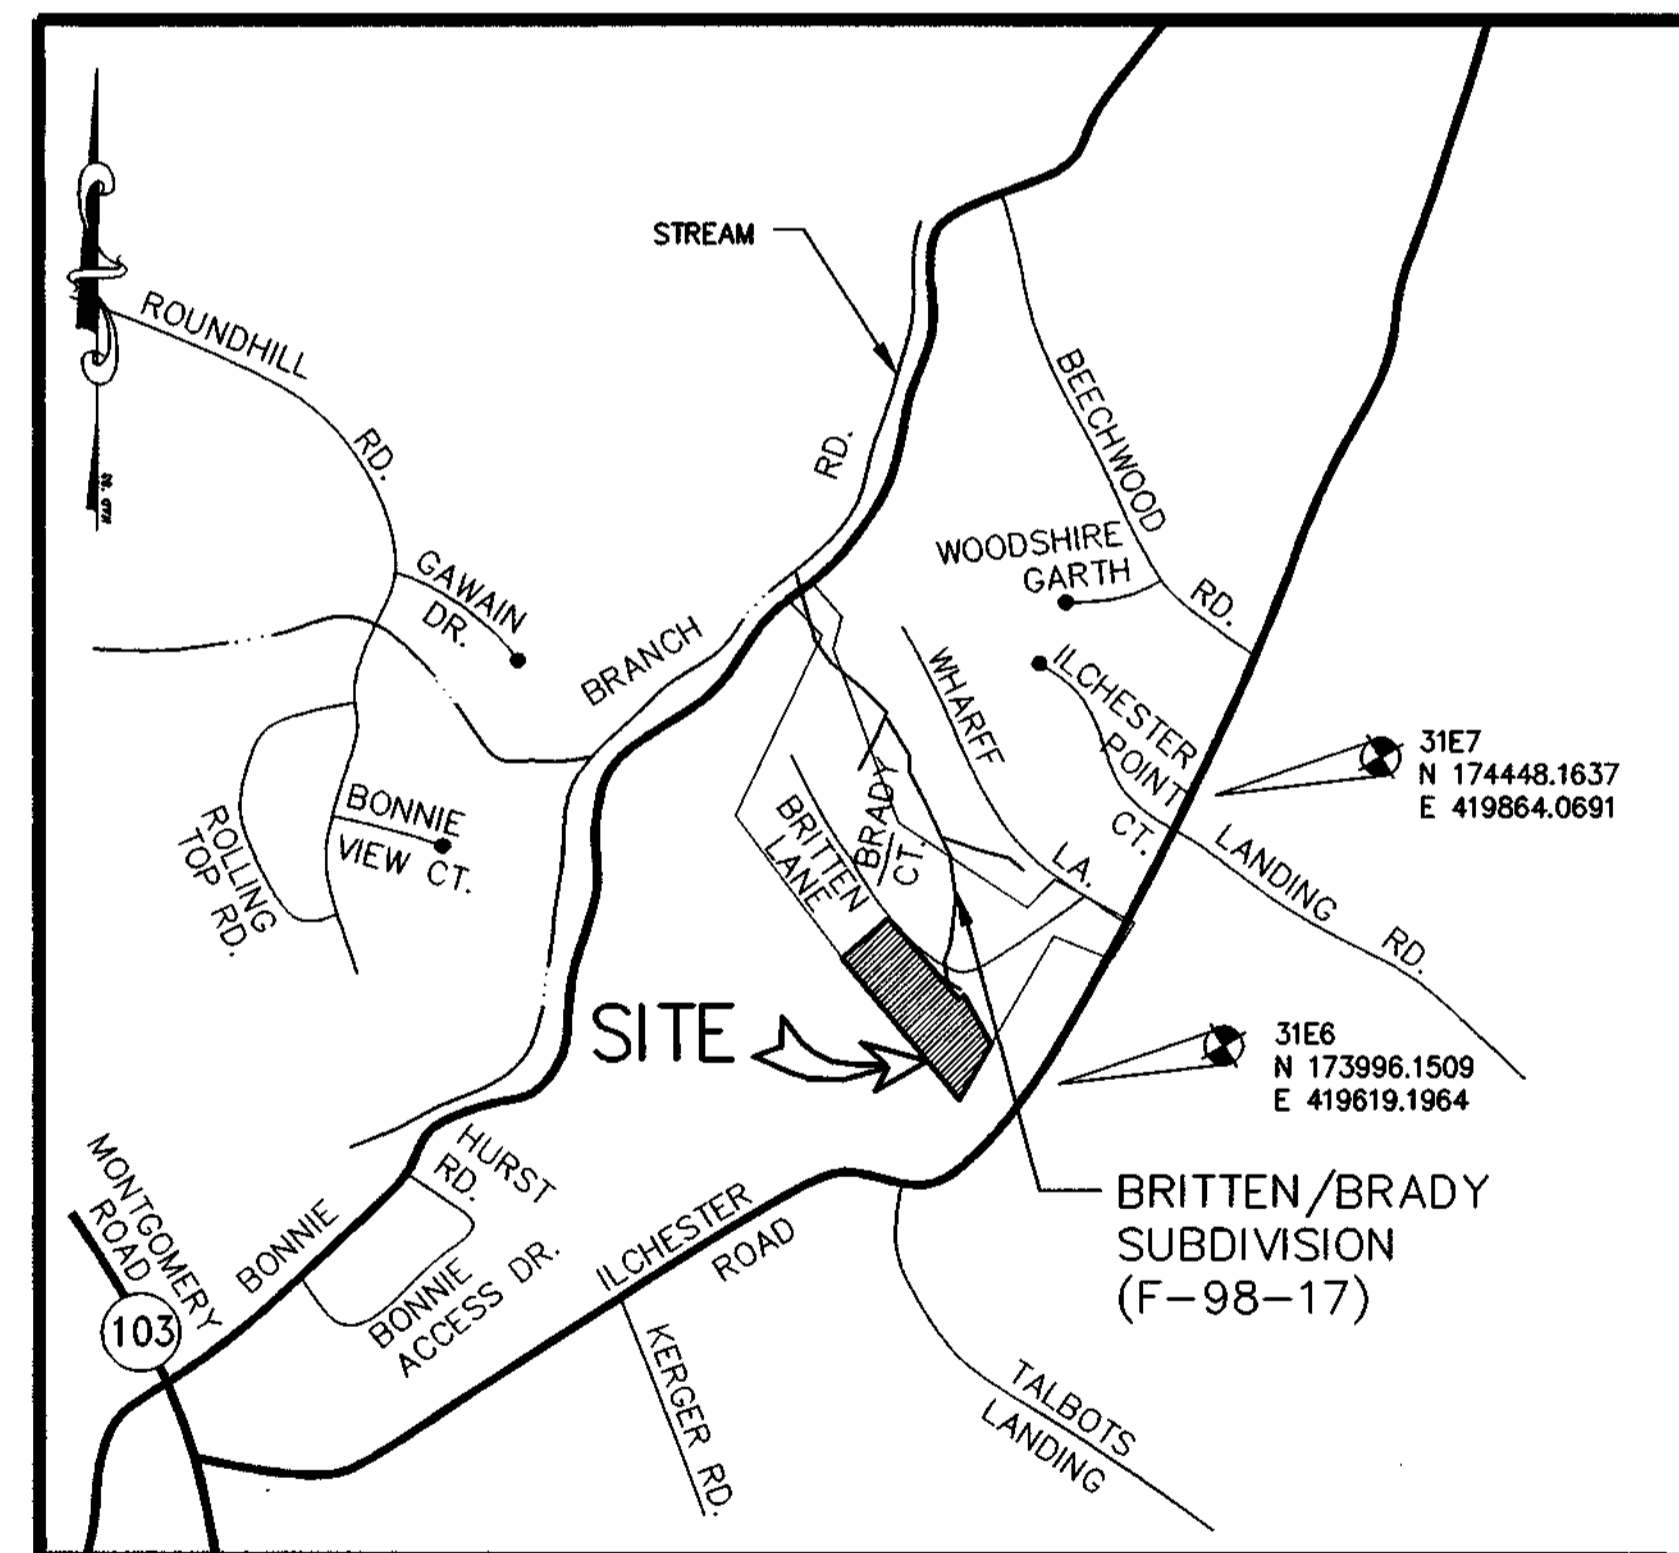 STREAM
ROUNDHILL
RD.
BEECHWOOD
RD.
RD.
WOODSHIRE
GARTH
GAWAIN
DR.
BRANCH
WHARFF
LA.
ILCHESTER
POINT
CT.
31E7
N 174448.1637
E 419864.0691
LANDING
RD.
BONNIE
VIEW CT.
ROLLING
TOP RD.
BRITTEN
LANE
BRADY
CT.
SITE
31E6
N 173996.1509
E 419619.1964
HURST
RD.
MONTGOMERY
ROAD
103
BONNIE
BONNIE
ACCESS DR.
ILCHESTER
ROAD
BRITTEN/BRADY
SUBDIVISION
(F-98-17)
KERGER RD.
TALBOTS
LANDING